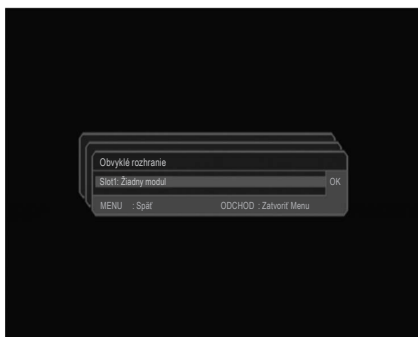 Obvyklé rozhranie
Slot1: Žiadny modul OK
MENU : Späť ODCHOD : Zatvoriť Menu